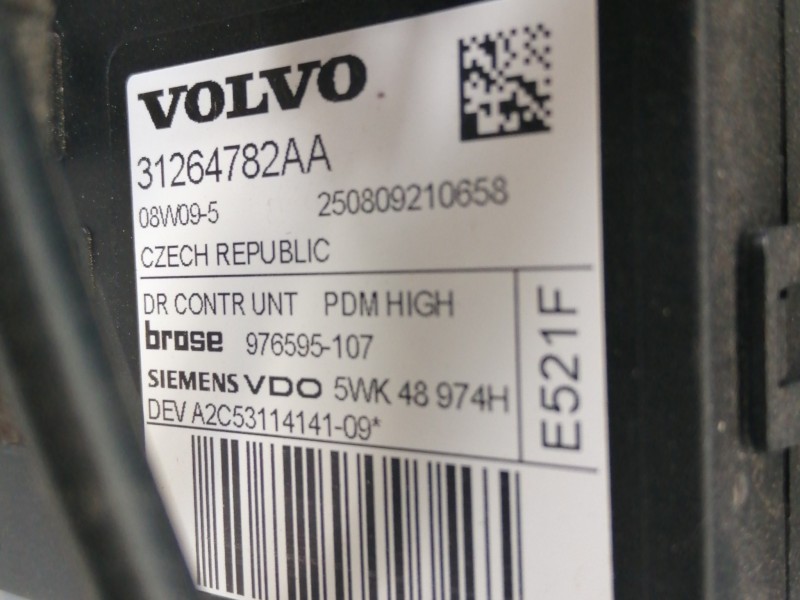 VOLVO
31264782AA
08W09-5 250809210658
CZECH REPUBLIC
DR CONTR UNT PDM HIGH
brose 976595-107
SIEMENS VDO 5WK 48 974H
DEV A2C53114141-09*
E521F